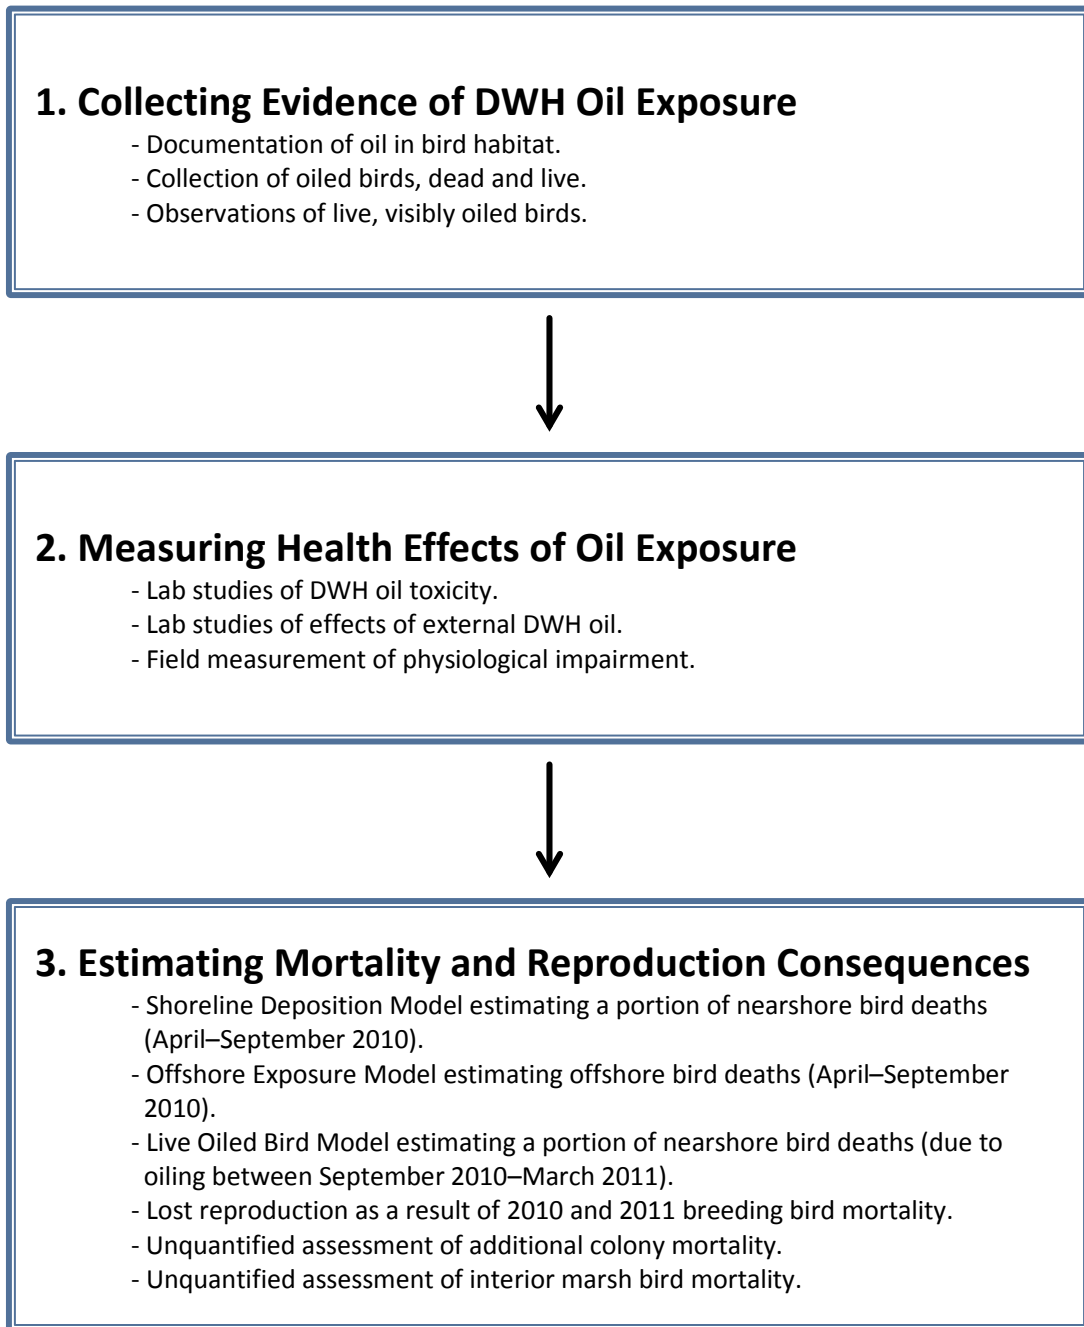 1. Collecting Evidence of DWH Oil Exposure
- Documentation of oil in bird habitat.
- Collection of oiled birds, dead and live.
- Observations of live, visibly oiled birds.
2. Measuring Health Effects of Oil Exposure
- Lab studies of DWH oil toxicity.
- Lab studies of effects of external DWH oil.
- Field measurement of physiological impairment.
3. Estimating Mortality and Reproduction Consequences
- Shoreline Deposition Model estimating a portion of nearshore bird deaths
(April–September 2010).
- Offshore Exposure Model estimating offshore bird deaths (April–September
2010).
- Live Oiled Bird Model estimating a portion of nearshore bird deaths (due to
oiling between September 2010–March 2011).
- Lost reproduction as a result of 2010 and 2011 breeding bird mortality.
- Unquantified assessment of additional colony mortality.
- Unquantified assessment of interior marsh bird mortality.